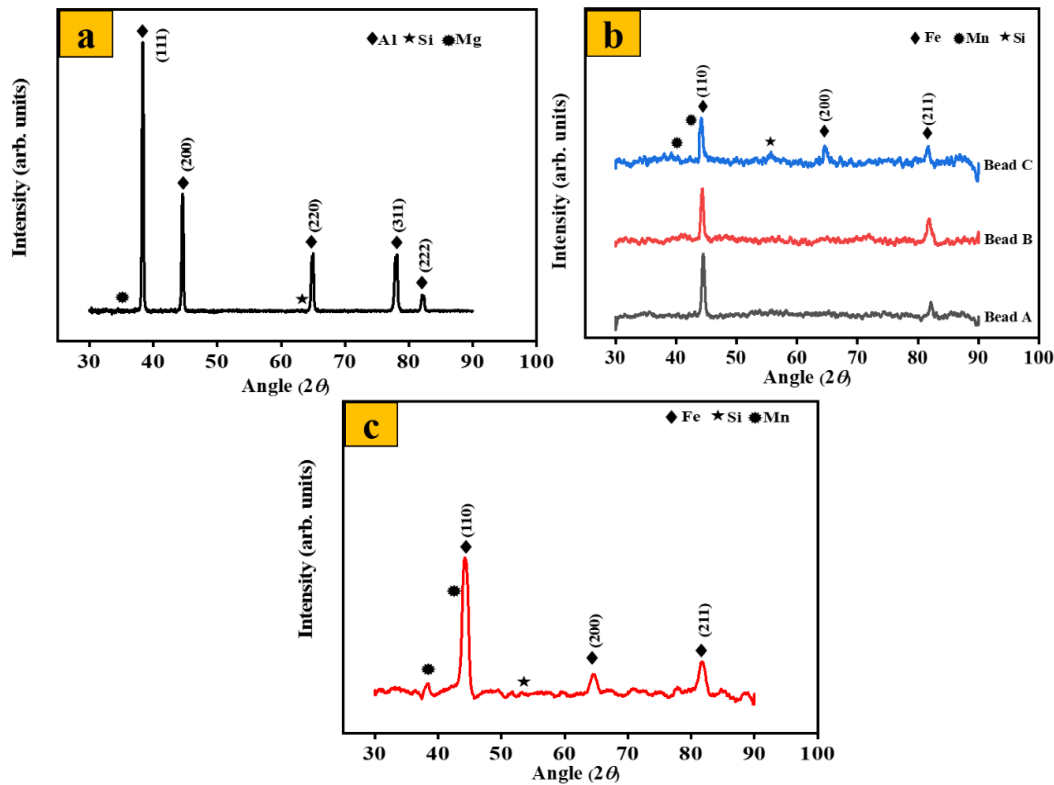 a
◆Al ★Si ✹Mg
(111)
(200)
(220)
(311)
(222)
Intensity (arb. units)
30 40 50 60 70 80 90 100
Angle (2θ)
b
◆ Fe ✹ Mn ★ Si
(110)
(200)
(211)
Bead C
Bead B
Bead A
Intensity (arb. units)
30 40 50 60 70 80 90 100
Angle (2θ)
c
◆Fe ★Si ✹Mn
(110)
(200)
(211)
Intensity (arb. units)
30 40 50 60 70 80 90 100
Angle (2θ)